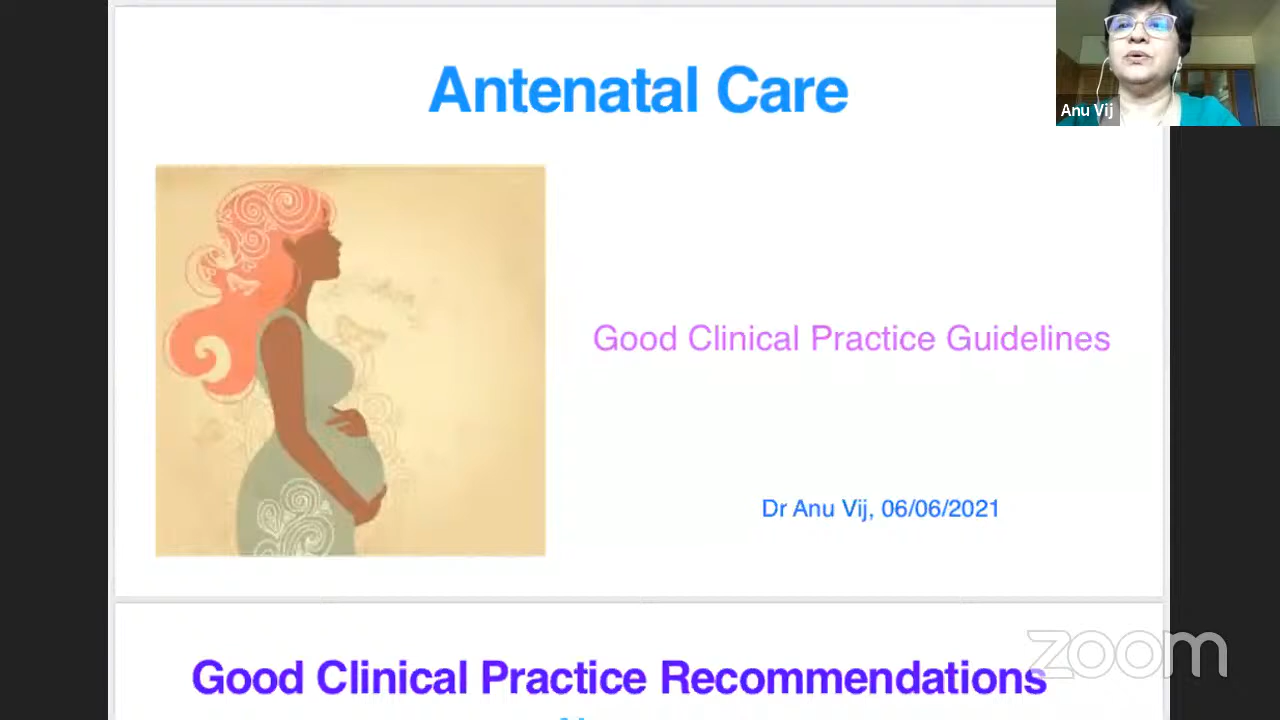 Antenatal Care
Anu Vij
Good Clinical Practice Guidelines
Dr Anu Vij, 06/06/2021
Good Clinical Practice Recommendations
zoom